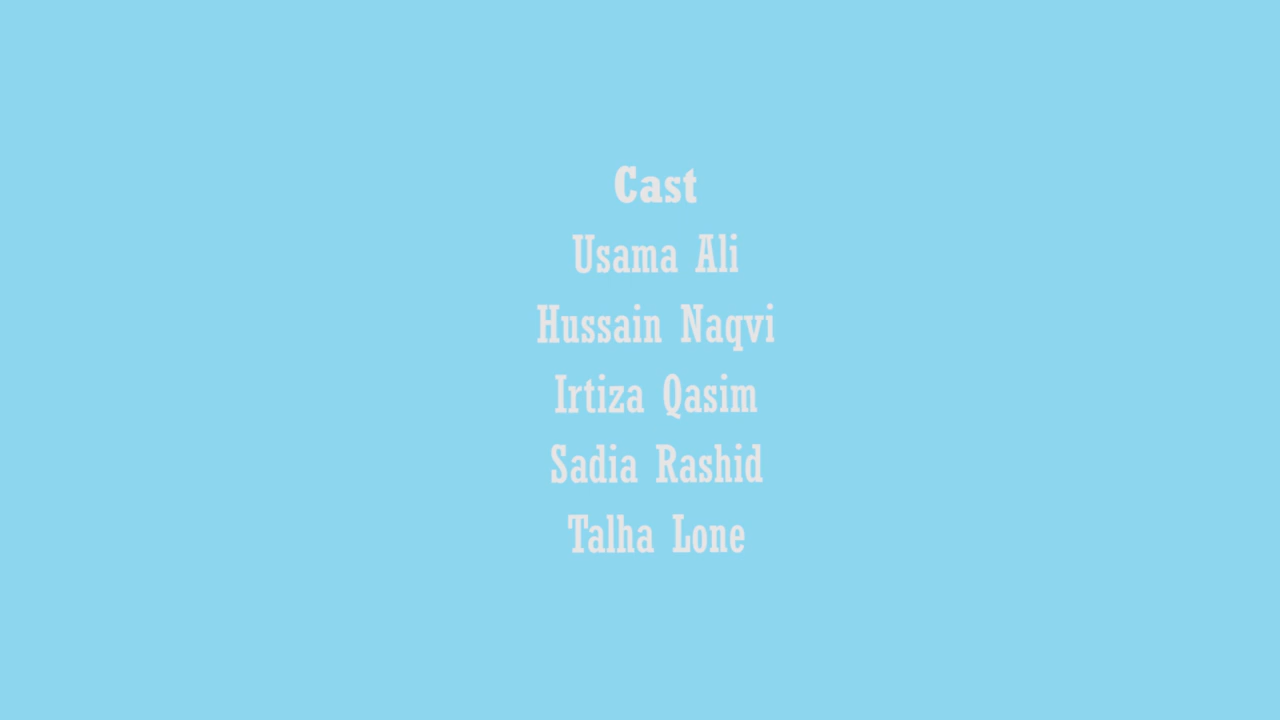 Cast
Usama Ali
Hussain Naqvi
Irtiza Qasim
Sadia Rashid
Talha Lone